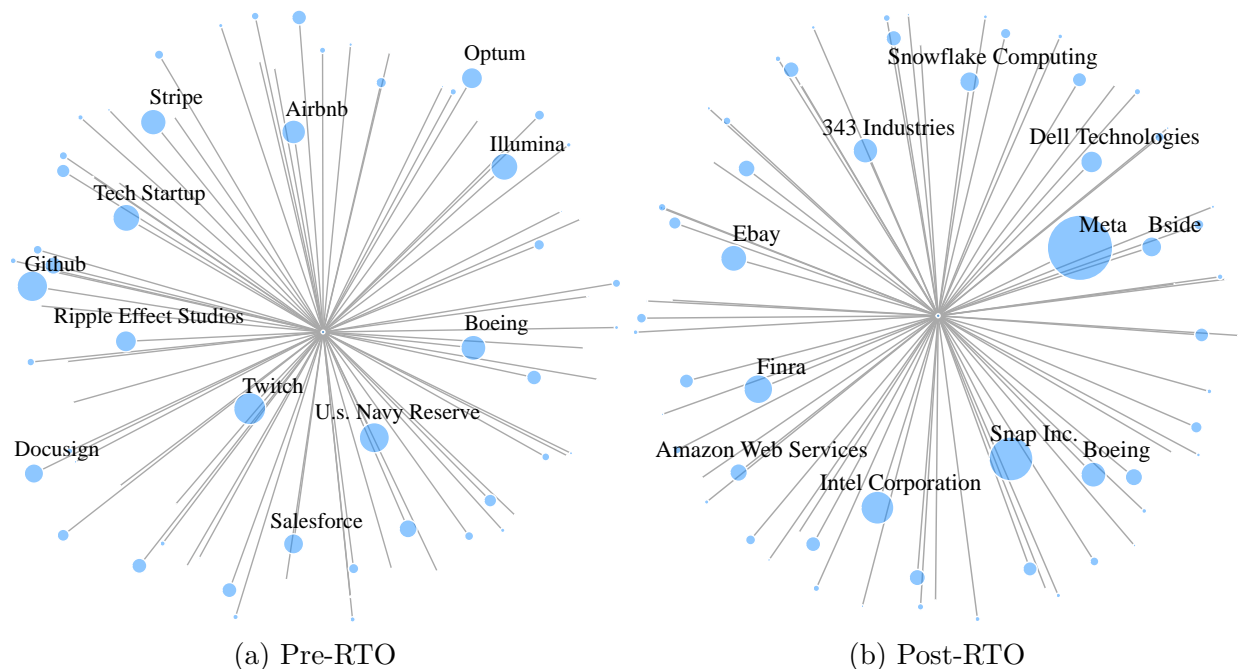 Optum
Stripe
Airbnb
Illumina
Tech Startup
Github
Ripple Effect Studios
Boeing
Twitch
U.s. Navy Reserve
Docusign
Salesforce
(a) Pre-RTO
Snowflake Computing
343 Industries
Dell Technologies
Meta
Bside
Ebay
Finra
Snap Inc.
Amazon Web Services
Boeing
Intel Corporation
(b) Post-RTO